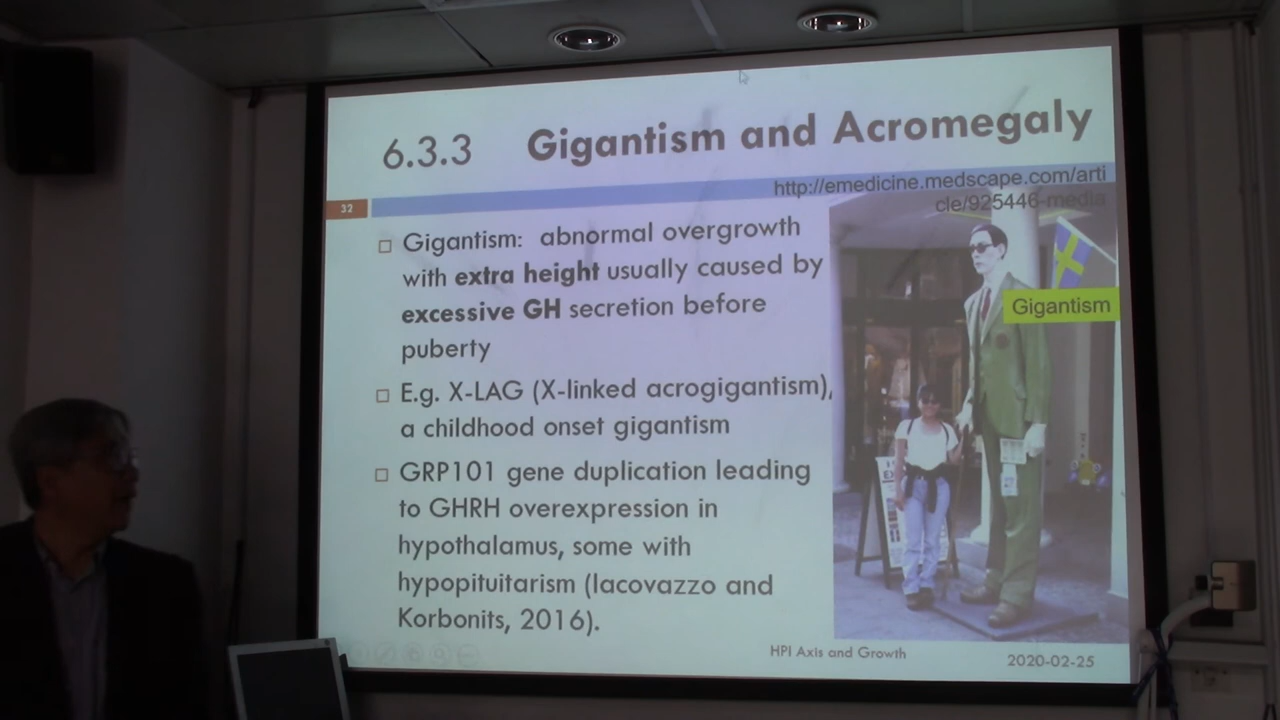 6.3.3 Gigantism and Acromegaly
http://emedicine.medscape.com/arti
cle/925446-media
32
Gigantism: abnormal overgrowth
with extra height usually caused by
excessive GH secretion before
puberty
Gigantism
E.g. X-LAG (X-linked acrogigantism),
a childhood onset gigantism
GRP101 gene duplication leading
to GHRH overexpression in
hypothalamus, some with
hypopituitarism (Iacovazzo and
Korbonits, 2016).
HPI Axis and Growth
2020-02-25